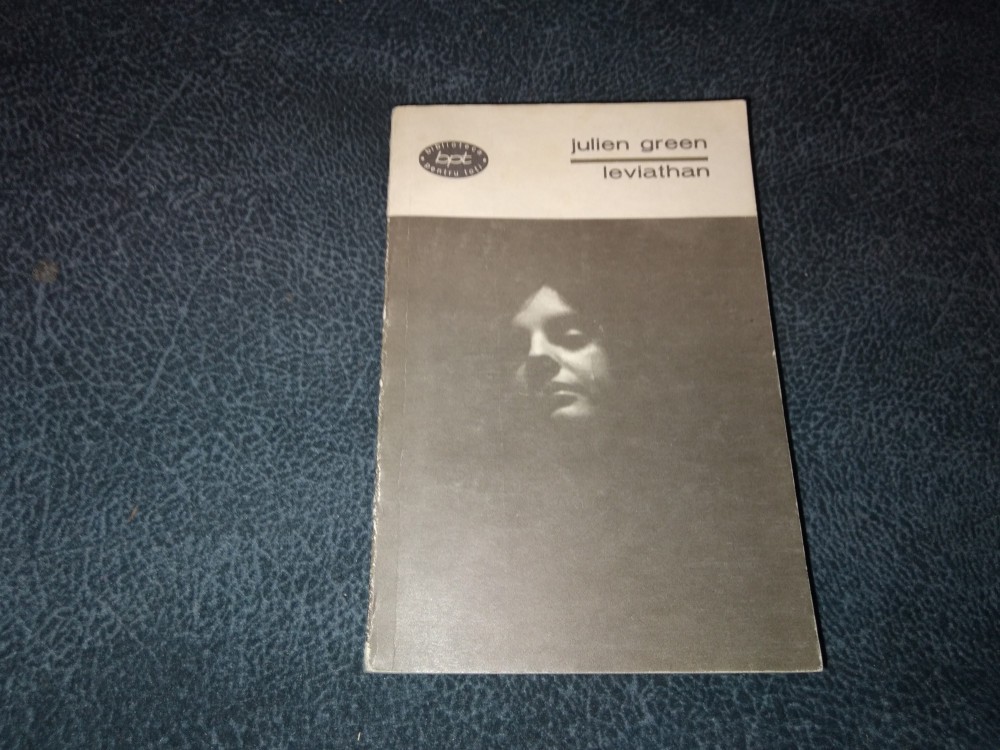 biblioteca
bpt
pentru toți
julien green
leviathan